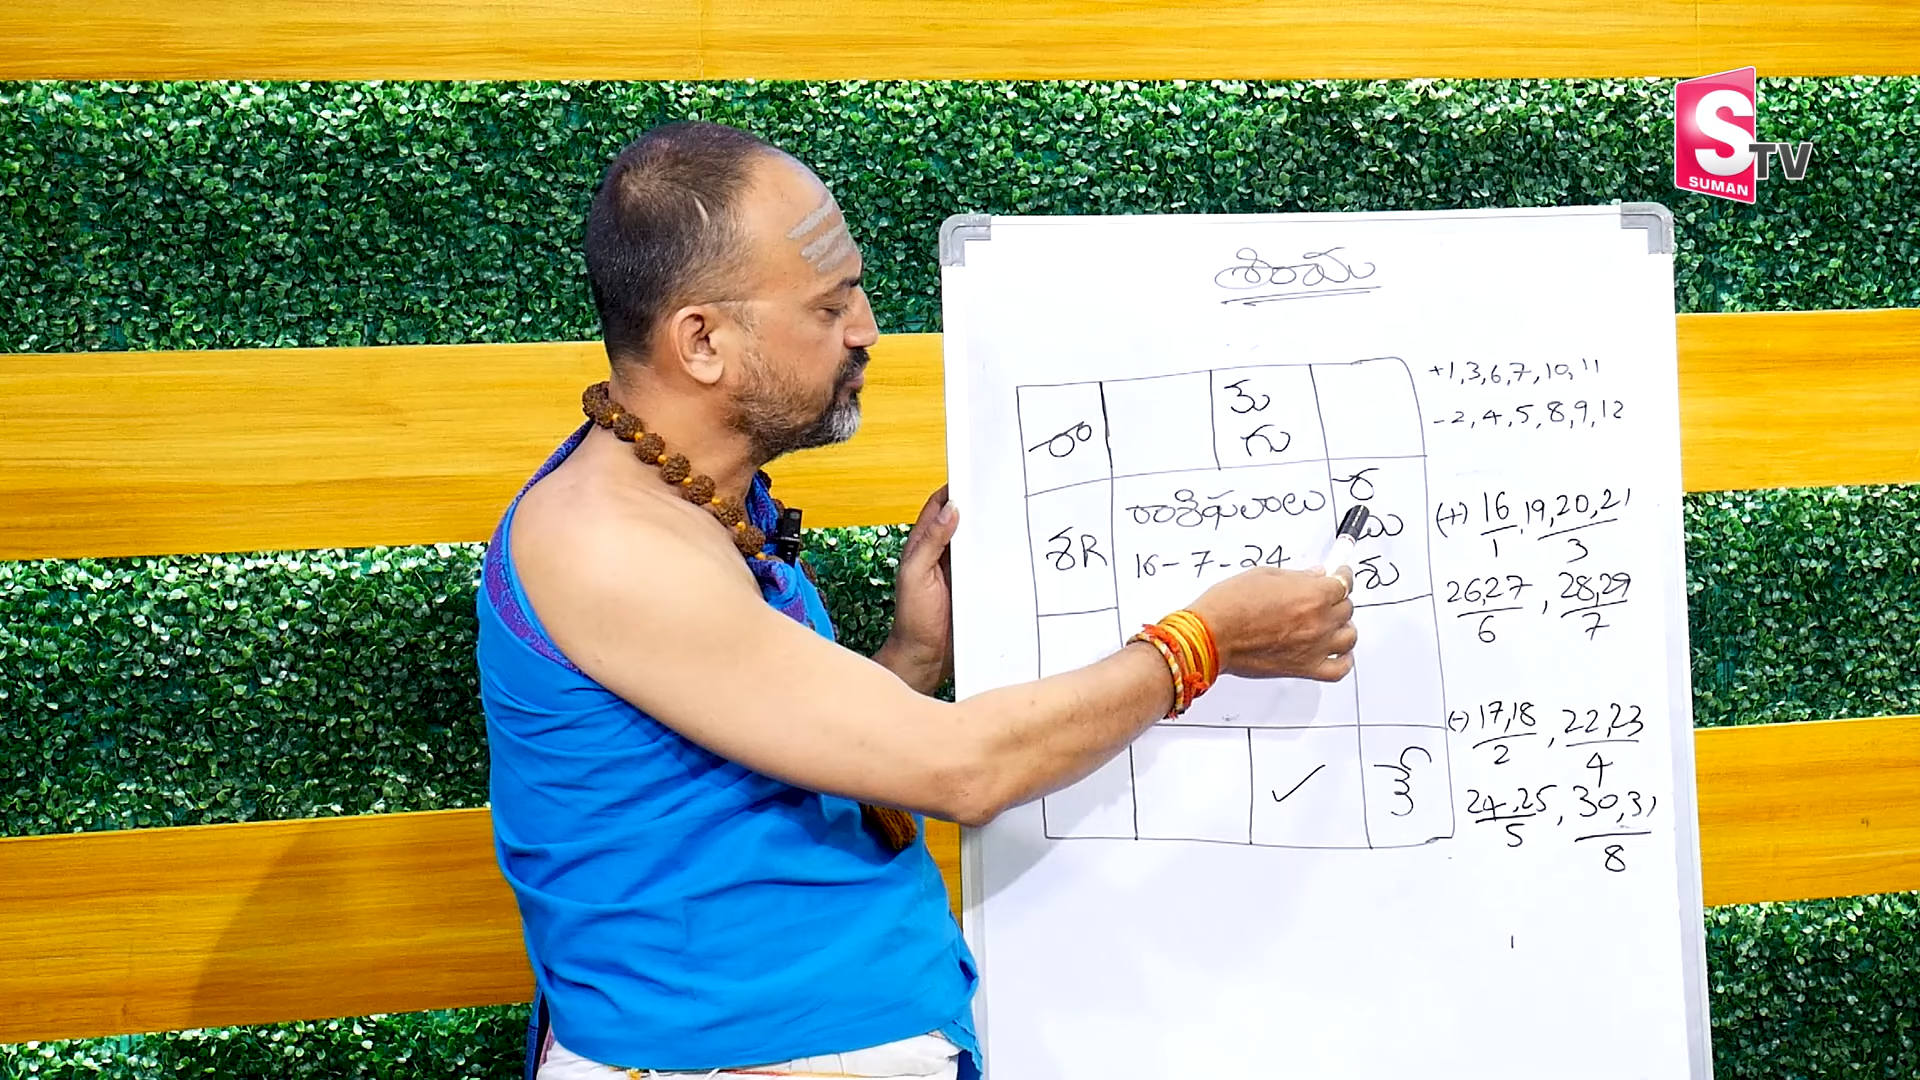 S TV
SUMAN
శ్రీరామ
+1,3,6,7,10,11
-2,4,5,8,9,12
రా
కు
గు
శR
రాశిఫలాలు
16-7-24
ర
శు
కే
✓
(+) 16/1, 19,20,21/3
26,27/6, 28,29/7
(-) 17,18/2, 22,23/4
24,25/5, 30,31/8